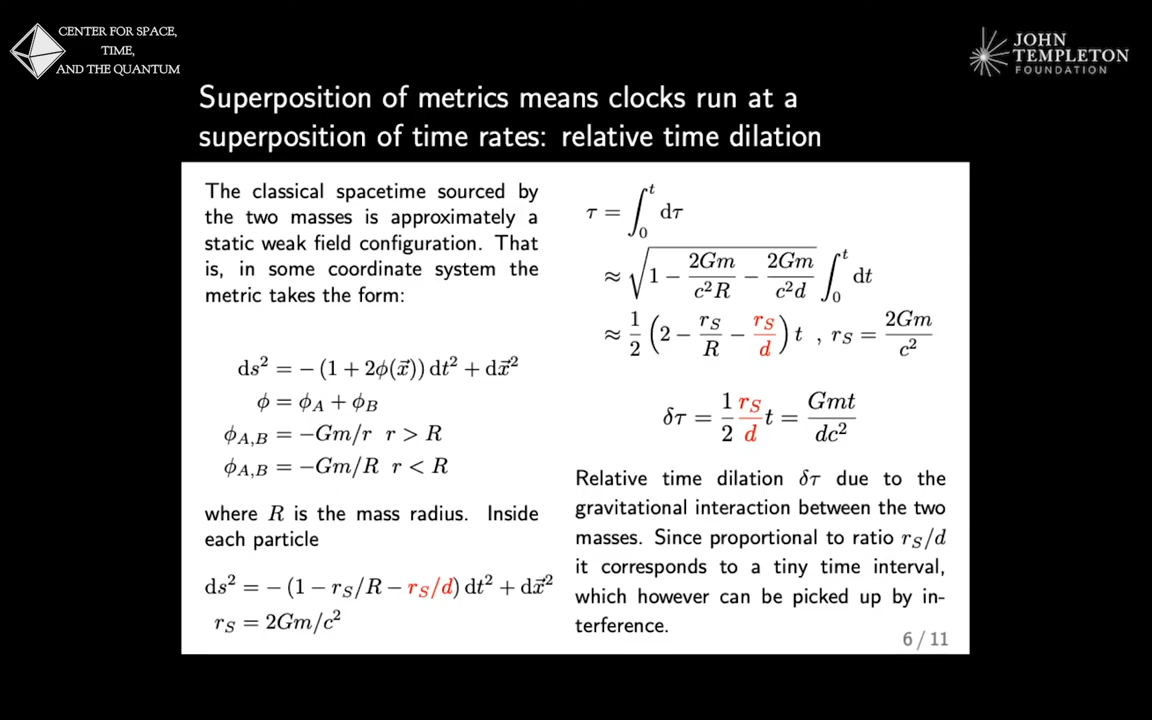 CENTER FOR SPACE,
TIME,
AND THE QUANTUM
JOHN
TEMPLETON
FOUNDATION
Superposition of metrics means clocks run at a
superposition of time rates: relative time dilation
The classical spacetime sourced by
the two masses is approximately a
static weak field configuration. That
is, in some coordinate system the
metric takes the form:
ds² = − (1 + 2ϕ(x⃗)) dt² + dx⃗²
ϕ = ϕ_A + ϕ_B
ϕ_{A,B} = −Gm/r r > R
ϕ_{A,B} = −Gm/R r < R
where R is the mass radius. Inside
each particle
ds² = − (1 − r_S/R − r_S/d) dt² + dx⃗²
r_S = 2Gm/c²
τ = ∫₀ᵗ dτ
≈ √(1 − 2Gm/c²R − 2Gm/c²d) ∫₀ᵗ dt
≈ 1/2 (2 − r_S/R − r_S/d) t , r_S = 2Gm/c²
δτ = 1/2 r_S/d t = Gmt/dc²
Relative time dilation δτ due to the
gravitational interaction between the two
masses. Since proportional to ratio r_S/d
it corresponds to a tiny time interval,
which however can be picked up by in-
terference.
6 / 11